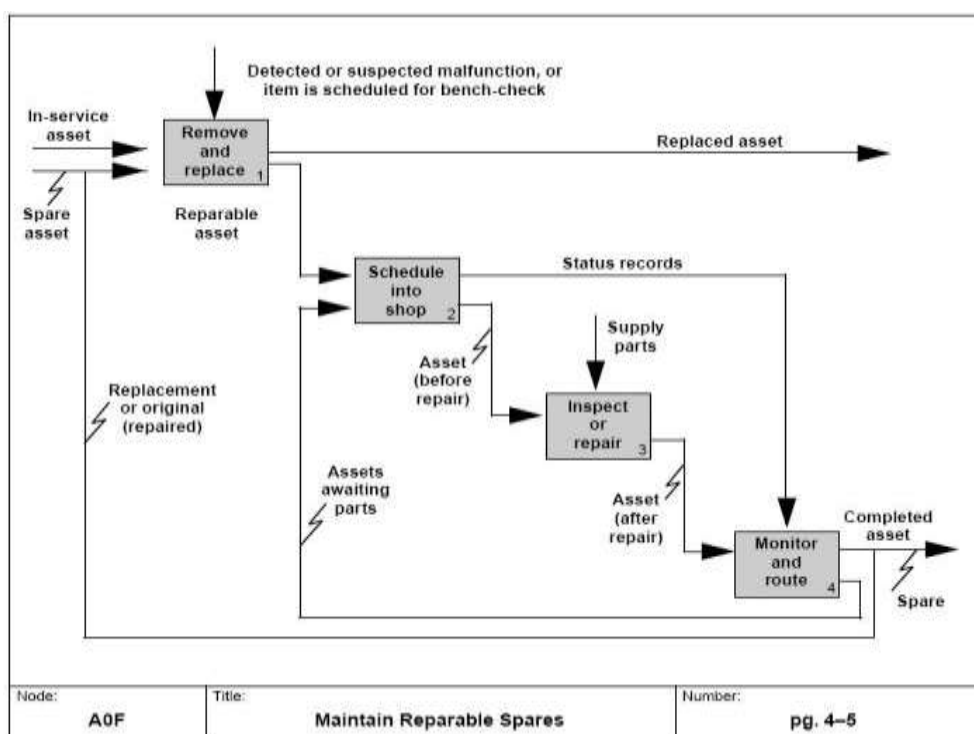 Detected or suspected malfunction, or
item is scheduled for bench-check
In-service
asset
Remove
and
replace
1
Replaced asset
Spare
asset
Reparable
asset
Schedule
into
shop
2
Status records
Supply
parts
Asset
(before
repair)
Replacement
or original
(repaired)
Inspect
or
repair
3
Assets
awaiting
parts
Asset
(after
repair)
Monitor
and
route
4
Completed
asset
Spare
Node:
A0F
Title:
Maintain Reparable Spares
Number:
pg. 4–5